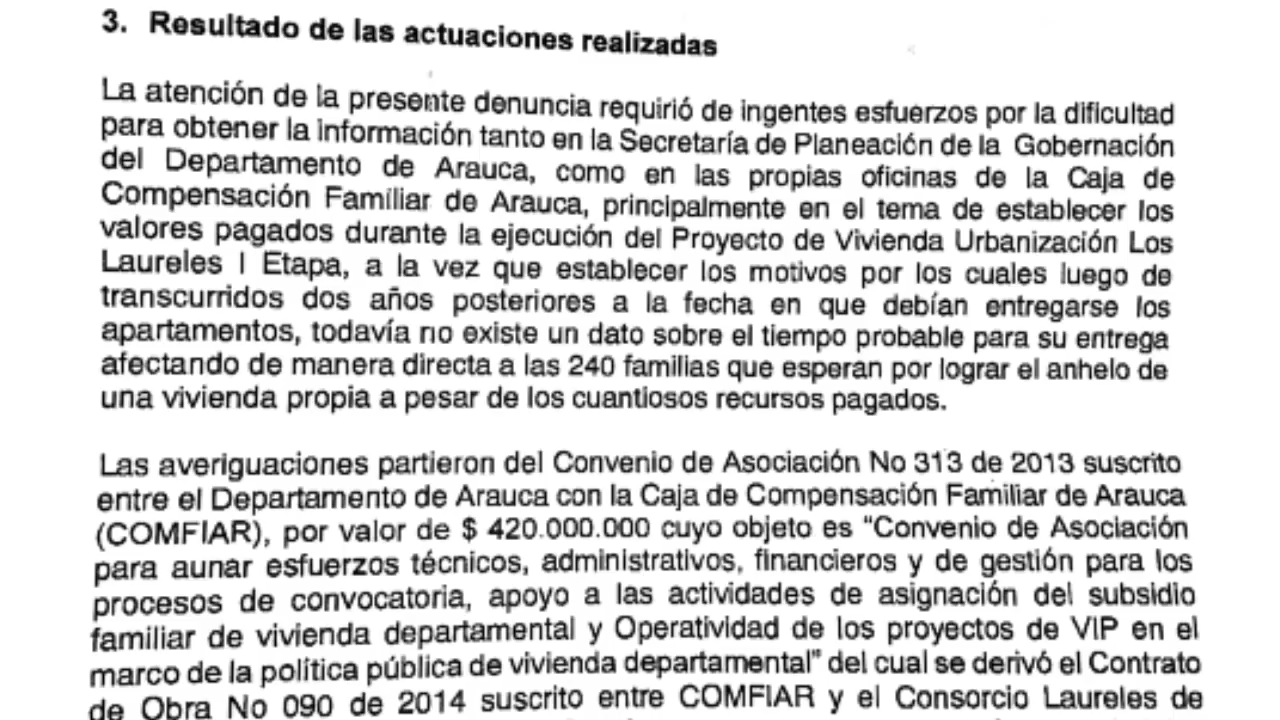 3. Resultado de las actuaciones realizadas
La atención de la presente denuncia requirió de ingentes esfuerzos por la dificultad
para obtener la información tanto en la Secretaría de Planeación de la Gobernación
del Departamento de Arauca, como en las propias oficinas de la Caja de
Compensación Familiar de Arauca, principalmente en el tema de establecer los
valores pagados durante la ejecución del Proyecto de Vivienda Urbanización Los
Laureles I Etapa, a la vez que establecer los motivos por los cuales luego de
transcurridos dos años posteriores a la fecha en que debían entregarse los
apartamentos, todavía no existe un dato sobre el tiempo probable para su entrega
afectando de manera directa a las 240 familias que esperan por lograr el anhelo de
una vivienda propia a pesar de los cuantiosos recursos pagados.
Las averiguaciones partieron del Convenio de Asociación No 313 de 2013 suscrito
entre el Departamento de Arauca con la Caja de Compensación Familiar de Arauca
(COMFIAR), por valor de $ 420.000.000 cuyo objeto es “Convenio de Asociación
para aunar esfuerzos técnicos, administrativos, financieros y de gestión para los
procesos de convocatoria, apoyo a las actividades de asignación del subsidio
familiar de vivienda departamental y Operatividad de los proyectos de VIP en el
marco de la política pública de vivienda departamental” del cual se derivó el Contrato
de Obra No 090 de 2014 suscrito entre COMFIAR y el Consorcio Laureles de